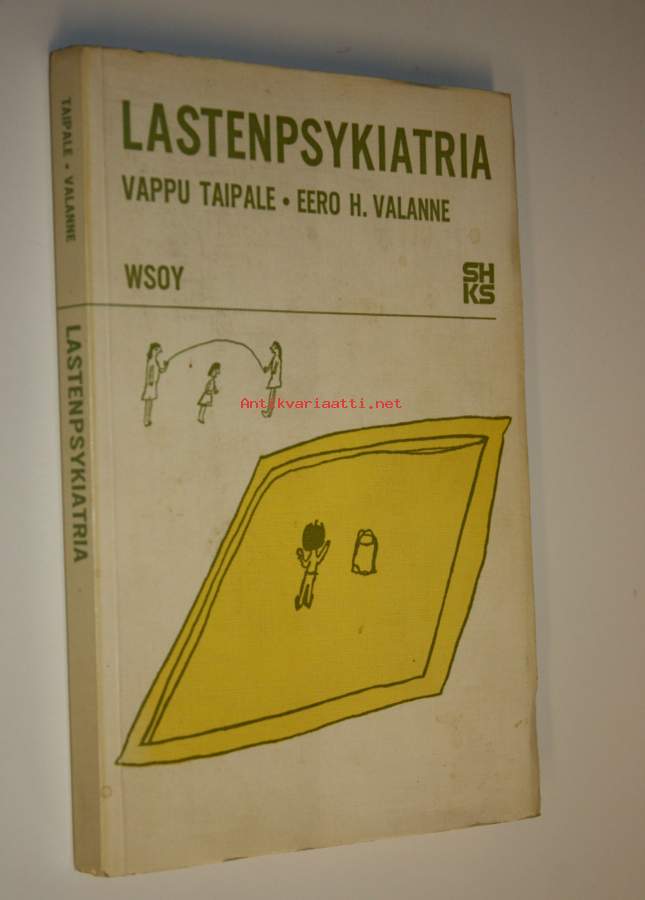 LASTENPSYKIATRIA
VAPPU TAIPALE • EERO H. VALANNE
WSOY
SH
KS
TAIPALE • VALANNE
LASTENPSYKIATRIA
Antikvariaatti.net